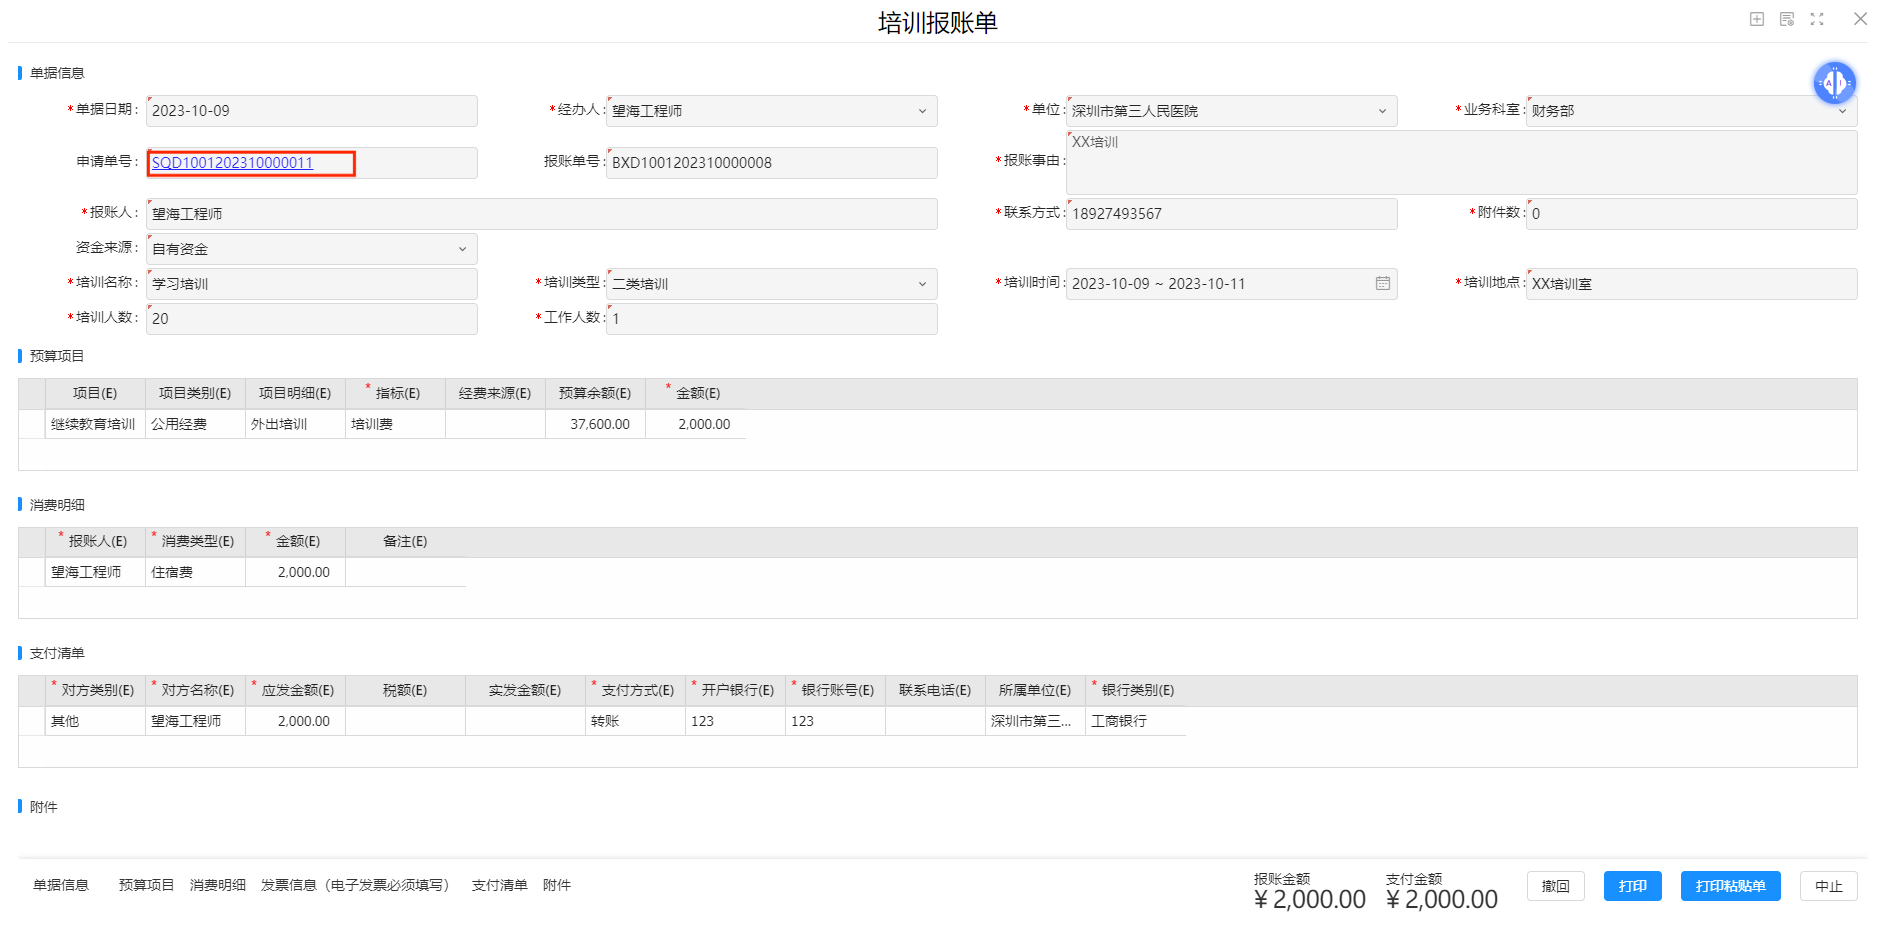 培训报账单
单据信息
*单据日期: 2023-10-09 *经办人: 望海工程师 *单位: 深圳市第三人民医院 *业务科室: 财务部
申请单号: SQD1001202310000011 报账单号: BXD1001202310000008 *报账事由: XX培训
*报账人: 望海工程师 *联系方式: 18927493567 *附件数: 0
资金来源: 自有资金
*培训名称: 学习培训 *培训类型: 二类培训 *培训时间: 2023-10-09 ~ 2023-10-11 *培训地点: XX培训室
*培训人数: 20 *工作人数: 1
预算项目
项目(E) 项目类别(E) 项目明细(E) *指标(E) 经费来源(E) 预算余额(E) *金额(E)
继续教育培训 公用经费 外出培训 培训费 37,600.00 2,000.00
消费明细
*报账人(E) *消费类型(E) *金额(E) 备注(E)
望海工程师 住宿费 2,000.00
支付清单
*对方类别(E) *对方名称(E) *应发金额(E) 税额(E) 实发金额(E) *支付方式(E) *开户银行(E) *银行账号(E) 联系电话(E) 所属单位(E) *银行类别(E)
其他 望海工程师 2,000.00 转账 123 123 深圳市第三... 工商银行
附件
单据信息 预算项目 消费明细 发票信息（电子发票必须填写） 支付清单 附件
报账金额 支付金额
¥ 2,000.00 ¥ 2,000.00
撤回 打印 打印粘贴单 中止